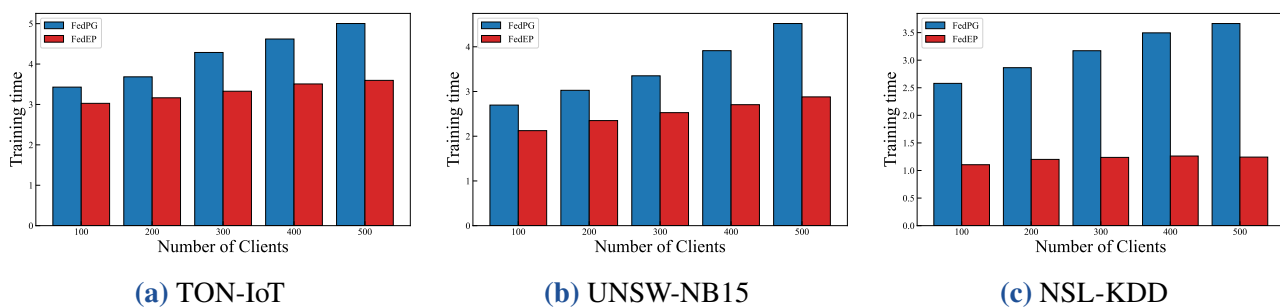 FedPG
FedEP
Training time
5
4
3
2
1
0
100 200 300 400 500
Number of Clients
(a) TON-IoT
FedPG
FedEP
Training time
4
3
2
1
0
100 200 300 400 500
Number of Clients
(b) UNSW-NB15
FedPG
FedEP
Training time
3.5
3.0
2.5
2.0
1.5
1.0
0.5
0.0
100 200 300 400 500
Number of Clients
(c) NSL-KDD